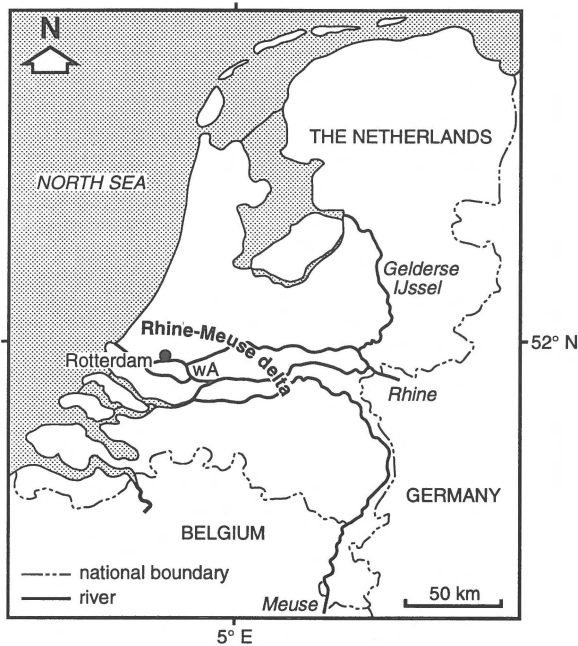 N
THE NETHERLANDS
NORTH SEA
Gelderse
IJssel
Rhine-Meuse delta
52° N
Rotterdam
wA
Rhine
GERMANY
BELGIUM
national boundary
river
Meuse
50 km
5° E